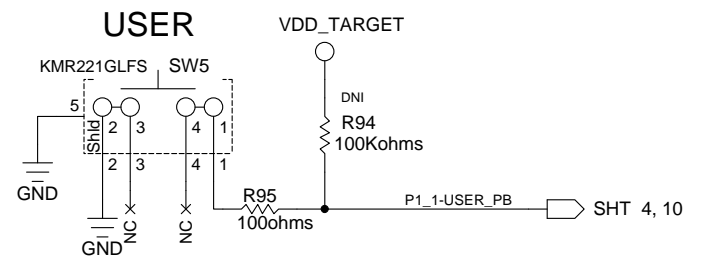 USER
VDD_TARGET
KMR221GLFS SW5
5
Shld
2 3 4 1
DNI
R94
100Kohms
2 3 4 1
GND
R95
100ohms
P1_1-USER_PB
SHT 4, 10
NC
NC
GND